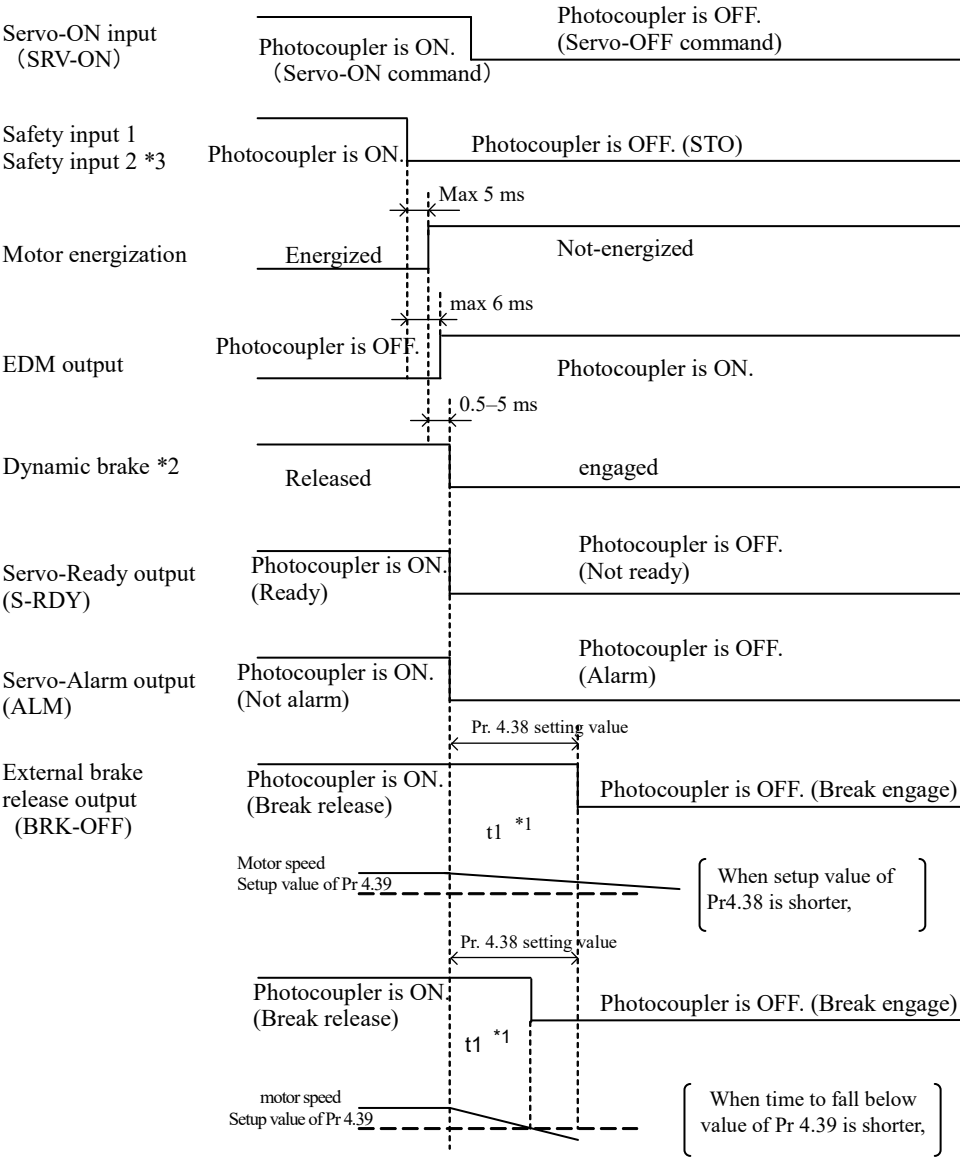 Servo-ON input
（SRV-ON）
Photocoupler is ON.
（Servo-ON command）
Photocoupler is OFF.
(Servo-OFF command)
Safety input 1
Safety input 2 *3
Photocoupler is ON.
Photocoupler is OFF. (STO)
Max 5 ms
Motor energization
Energized
Not-energized
max 6 ms
EDM output
Photocoupler is OFF.
Photocoupler is ON.
0.5–5 ms
Dynamic brake *2
Released
engaged
Servo-Ready output
(S-RDY)
Photocoupler is ON.
(Ready)
Photocoupler is OFF.
(Not ready)
Servo-Alarm output
(ALM)
Photocoupler is ON.
(Not alarm)
Photocoupler is OFF.
(Alarm)
Pr. 4.38 setting value
External brake
release output
(BRK-OFF)
Photocoupler is ON.
(Break release)
Photocoupler is OFF. (Break engage)
t1 *1
Motor speed
Setup value of Pr 4.39
When setup value of
Pr4.38 is shorter,
Pr. 4.38 setting value
Photocoupler is ON.
(Break release)
Photocoupler is OFF. (Break engage)
t1 *1
motor speed
Setup value of Pr 4.39
When time to fall below
value of Pr 4.39 is shorter,